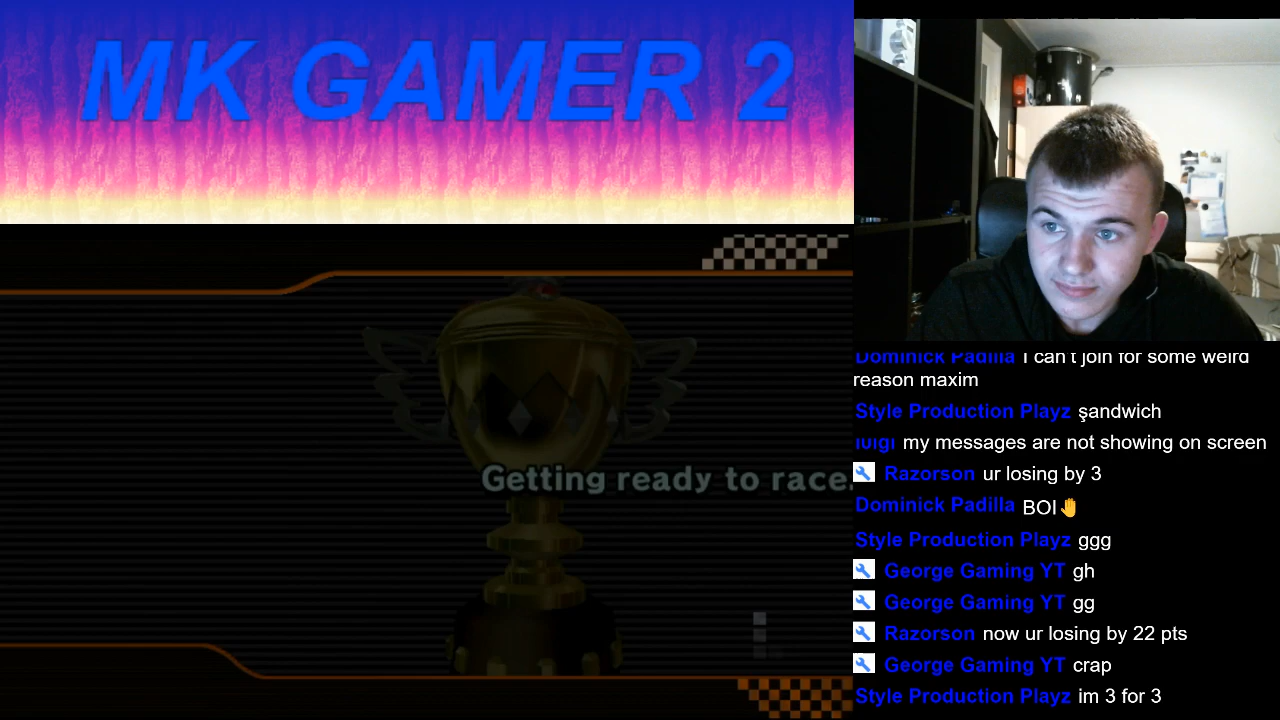 MK GAMER 2
Getting ready to race.
Dominick Padilla I can't join for some weird
reason maxim
Style Production Playz şandwich
luigi my messages are not showing on screen
Razorson ur losing by 3
Dominick Padilla BOI🤚
Style Production Playz ggg
George Gaming YT gh
George Gaming YT gg
Razorson now ur losing by 22 pts
George Gaming YT crap
Style Production Playz im 3 for 3